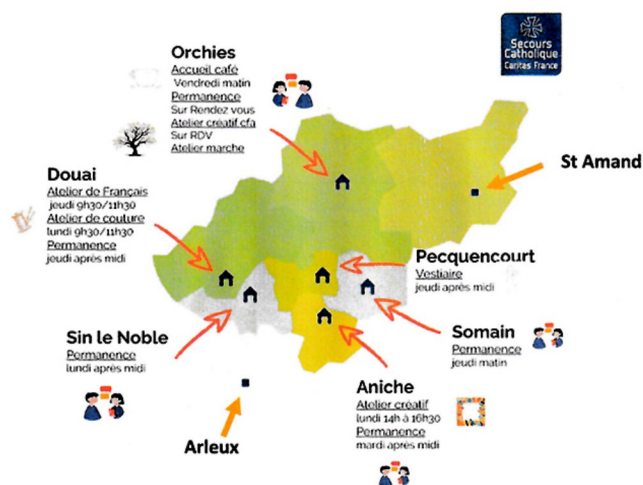 Secours
Catholique
Caritas France
Orchies
Accueil café
Vendredi matin
Permanence
Sur Rendez vous
Atelier créatif cfa
Sur RDV
Atelier marche
St Amand
Douai
Atelier de Français
jeudi 9h30/11h30
Atelier de couture
lundi 9h30/11h30
Permanence
jeudi après midi
Pecquencourt
Vestiaire
jeudi après midi
Sin le Noble
Permanence
lundi après midi
Somain
Permanence
jeudi matin
Aniche
Atelier créatif
lundi 14h à 16h30
Permanence
mardi après midi
Arleux